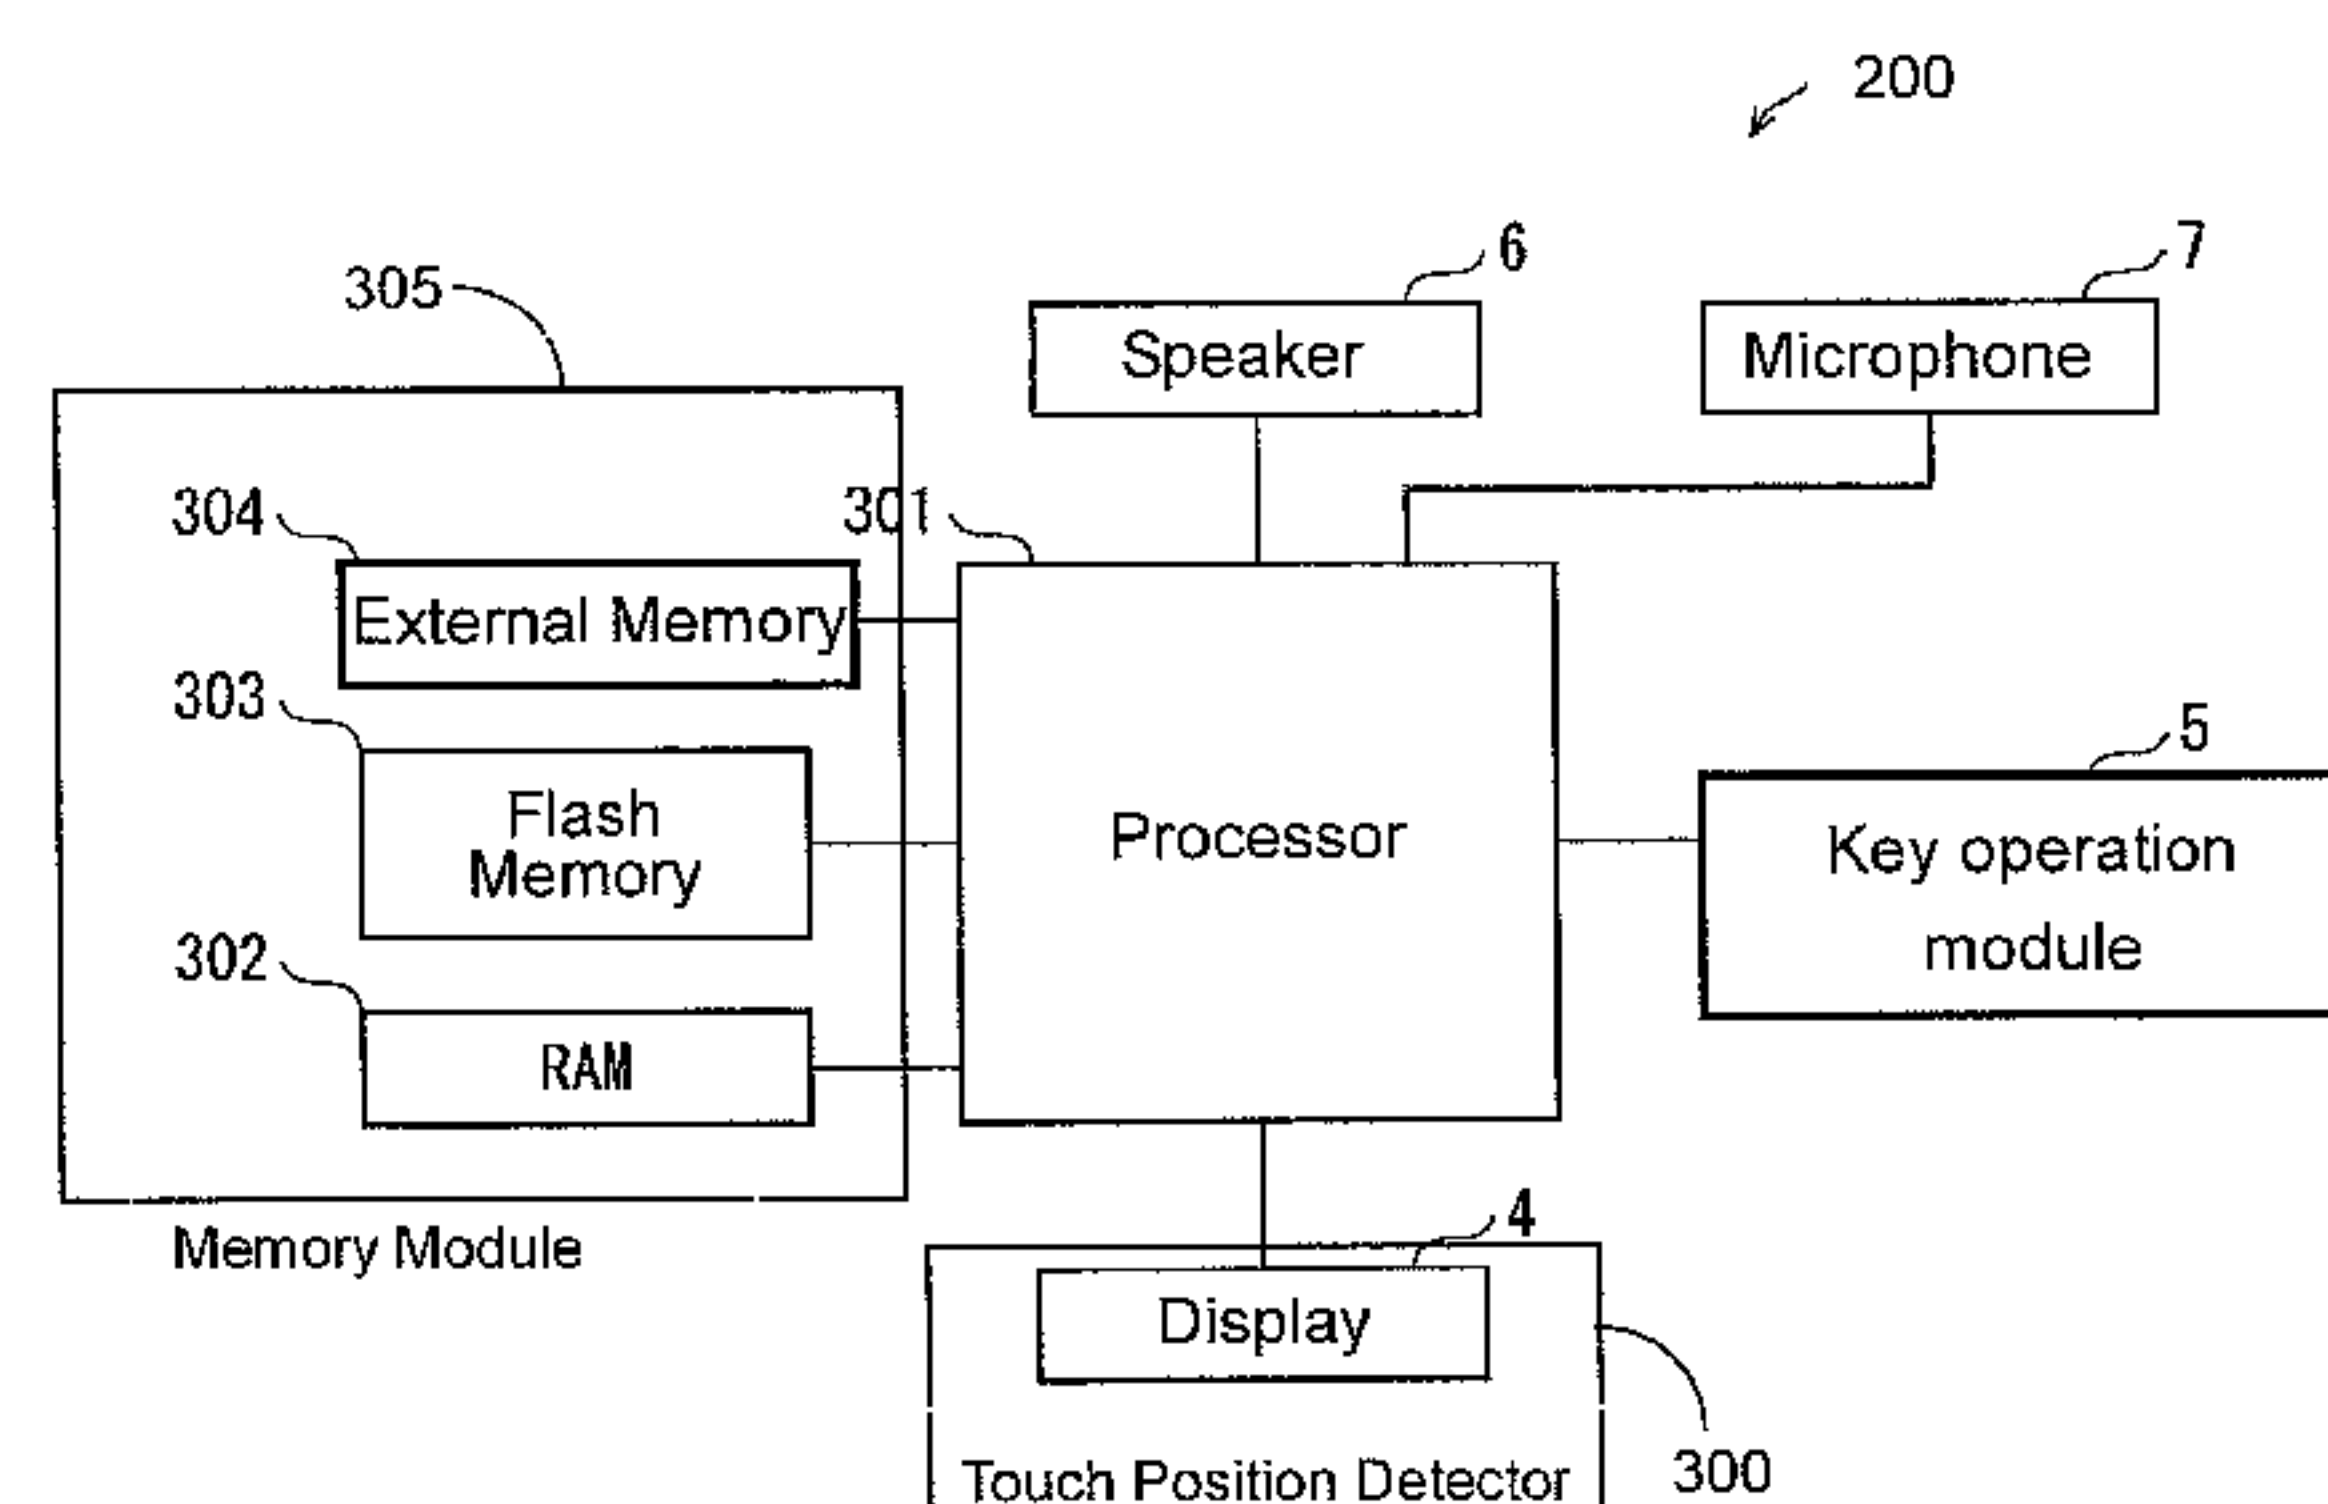 200
6
7
305
Speaker
Microphone
304
301
External Memory
303
5
Flash
Memory
Processor
Key operation
module
302
RAM
4
Memory Module
Display
Touch Position Detector
300